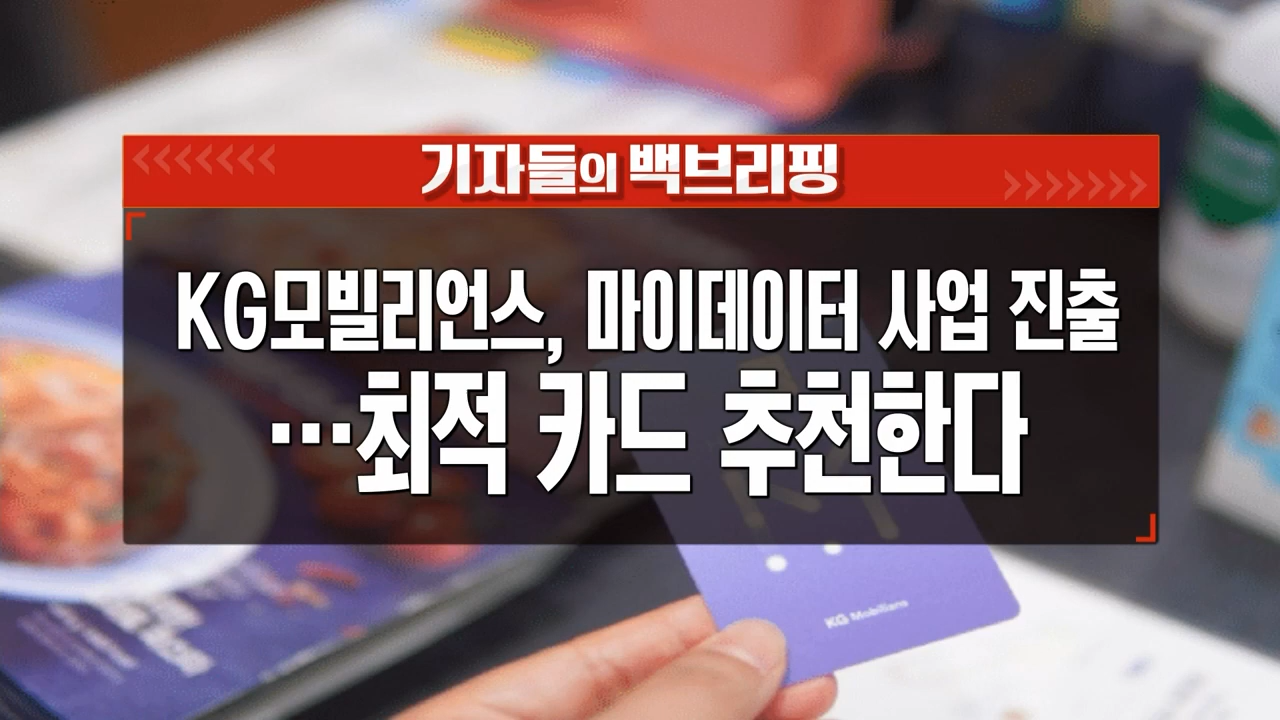 기자들의 백브리핑
KG모빌리언스, 마이데이터 사업 진출
…최적 카드 추천한다
KG Mobilians